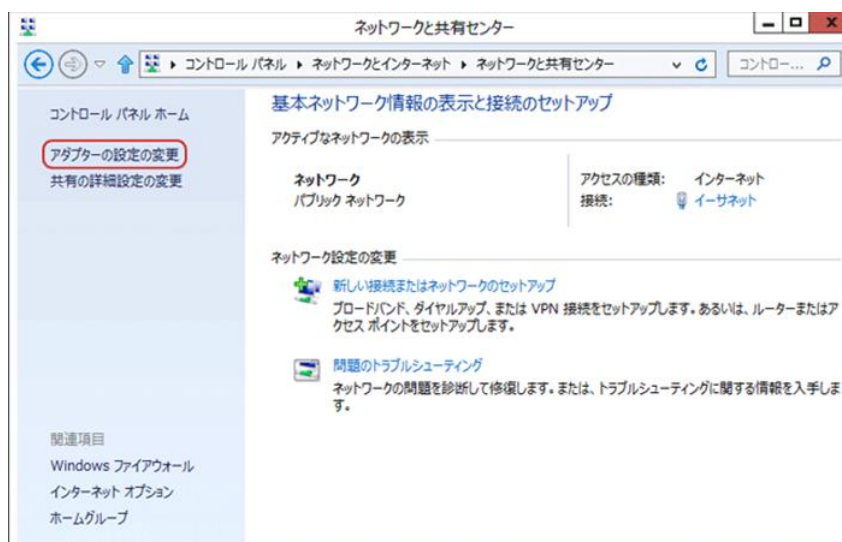 ネットワークと共有センター
コントロール パネル ▸ ネットワークとインターネット ▸ ネットワークと共有センター
コントロー...
コントロール パネル ホーム
アダプターの設定の変更
共有の詳細設定の変更
基本ネットワーク情報の表示と接続のセットアップ
アクティブなネットワークの表示
ネットワーク
パブリック ネットワーク
アクセスの種類: インターネット
接続: イーサネット
ネットワーク設定の変更
新しい接続またはネットワークのセットアップ
ブロードバンド、ダイヤルアップ、または VPN 接続をセットアップします。あるいは、ルーターまたはア
クセス ポイントをセットアップします。
問題のトラブルシューティング
ネットワークの問題を診断して修復します。または、トラブルシューティングに関する情報を入手しま
す。
関連項目
Windows ファイアウォール
インターネット オプション
ホームグループ